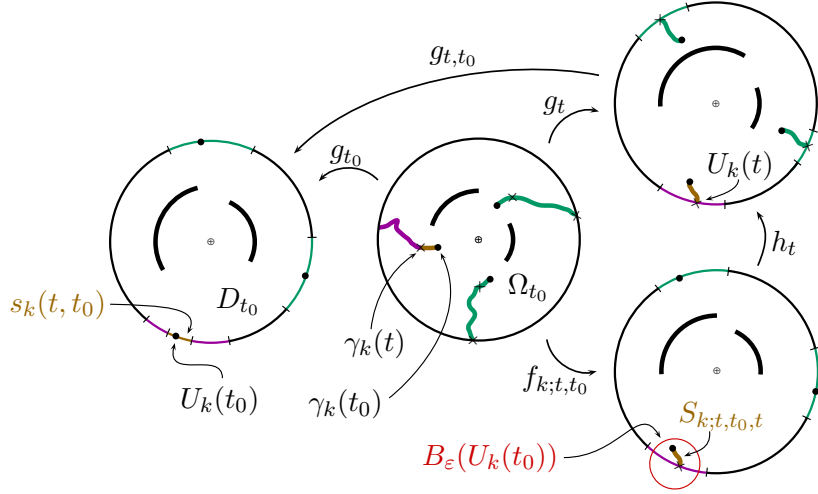 g_{t,t_0}
g_t
g_{t_0}
U_k(t)
h_t
s_k(t, t_0)
D_{t_0}
Ω_{t_0}
γ_k(t)
U_k(t_0)
γ_k(t_0)
f_{k;t,t_0}
S_{k;t,t_0,t}
B_ε(U_k(t_0))